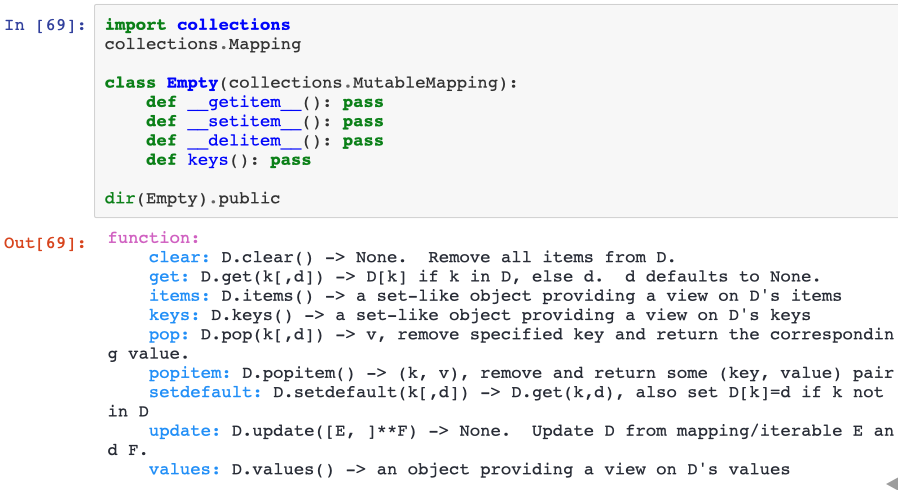 In [69]: import collections
collections.Mapping
class Empty(collections.MutableMapping):
    def __getitem__(): pass
    def __setitem__(): pass
    def __delitem__(): pass
    def keys(): pass
dir(Empty).public
Out[69]: function:
    clear: D.clear() -> None.  Remove all items from D.
    get: D.get(k[,d]) -> D[k] if k in D, else d.  d defaults to None.
    items: D.items() -> a set-like object providing a view on D's items
    keys: D.keys() -> a set-like object providing a view on D's keys
    pop: D.pop(k[,d]) -> v, remove specified key and return the correspondin
g value.
    popitem: D.popitem() -> (k, v), remove and return some (key, value) pair
    setdefault: D.setdefault(k[,d]) -> D.get(k,d), also set D[k]=d if k not
in D
    update: D.update([E, ]**F) -> None.  Update D from mapping/iterable E an
d F.
    values: D.values() -> an object providing a view on D's values